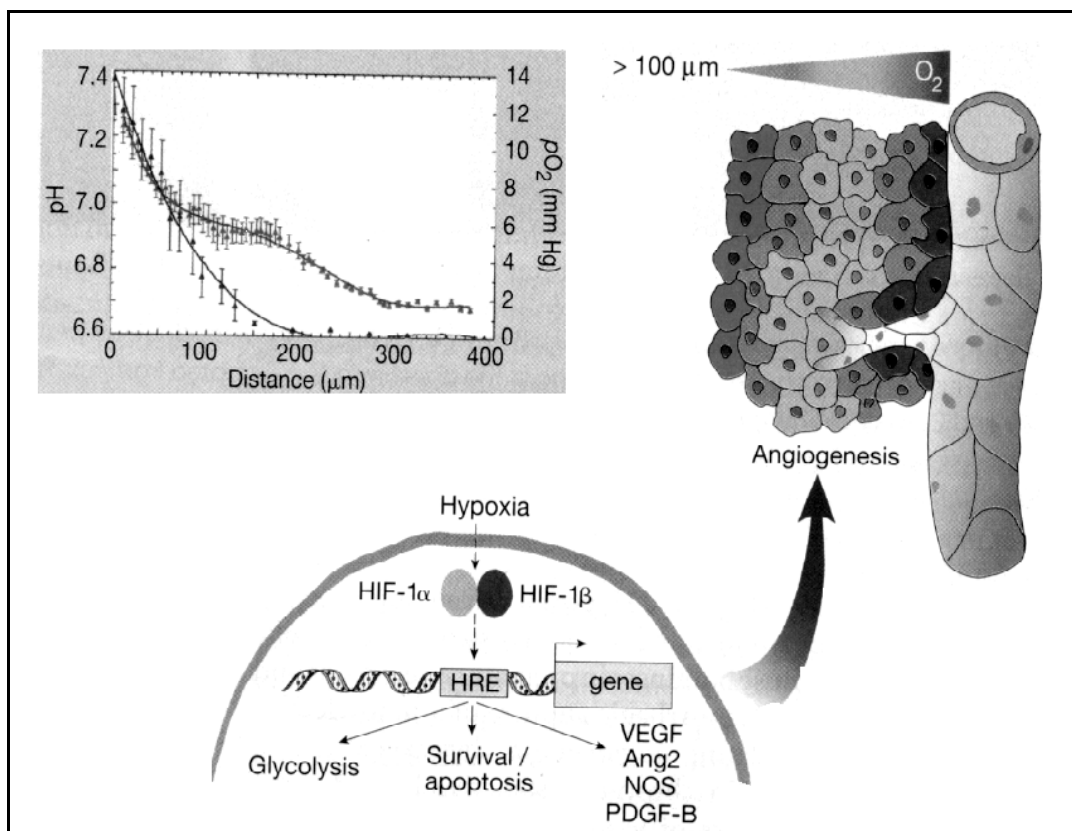 pH
7.4
7.2
7.0
6.8
6.6
14
12
10
8
6
4
2
0
pO2 (mm Hg)
0 100 200 300 400
Distance (μm)
> 100 μm
O2
Angiogenesis
Hypoxia
HIF-1α
HIF-1β
HRE
gene
Glycolysis
Survival /
apoptosis
VEGF
Ang2
NOS
PDGF-B